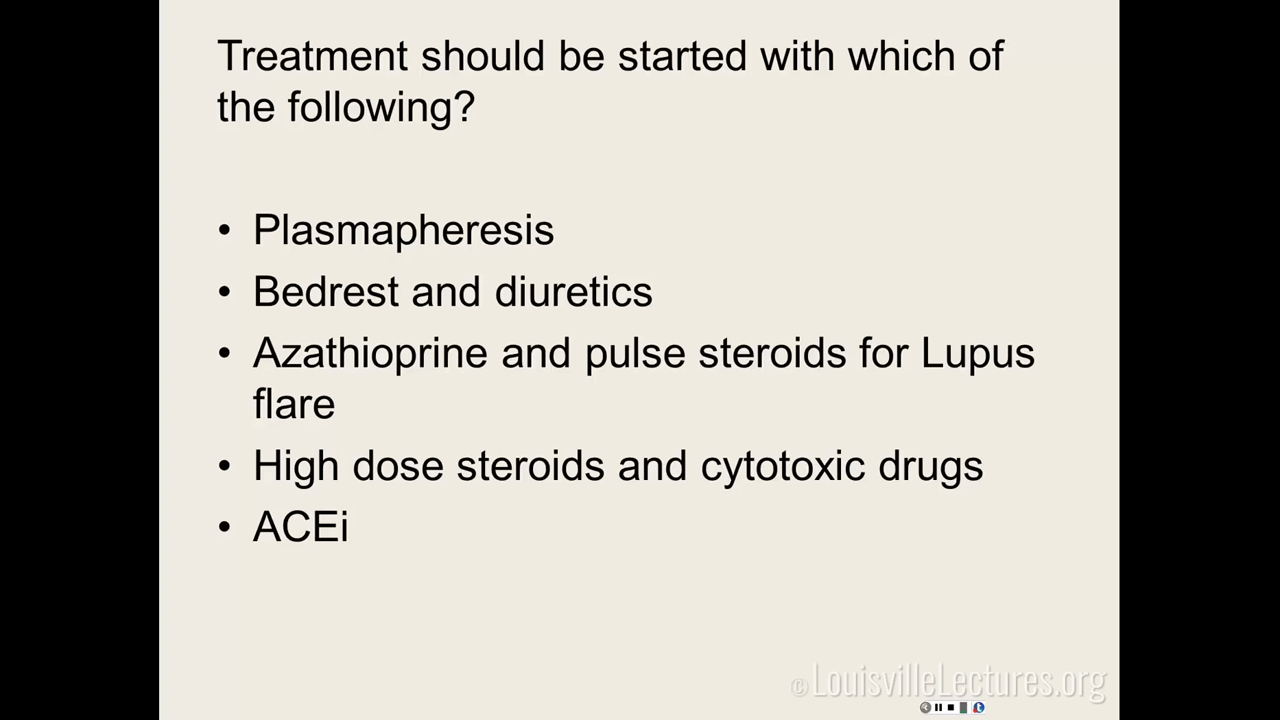 Treatment should be started with which of
the following?
• Plasmapheresis
• Bedrest and diuretics
• Azathioprine and pulse steroids for Lupus
flare
• High dose steroids and cytotoxic drugs
• ACEi
©LouisvilleLectures.org